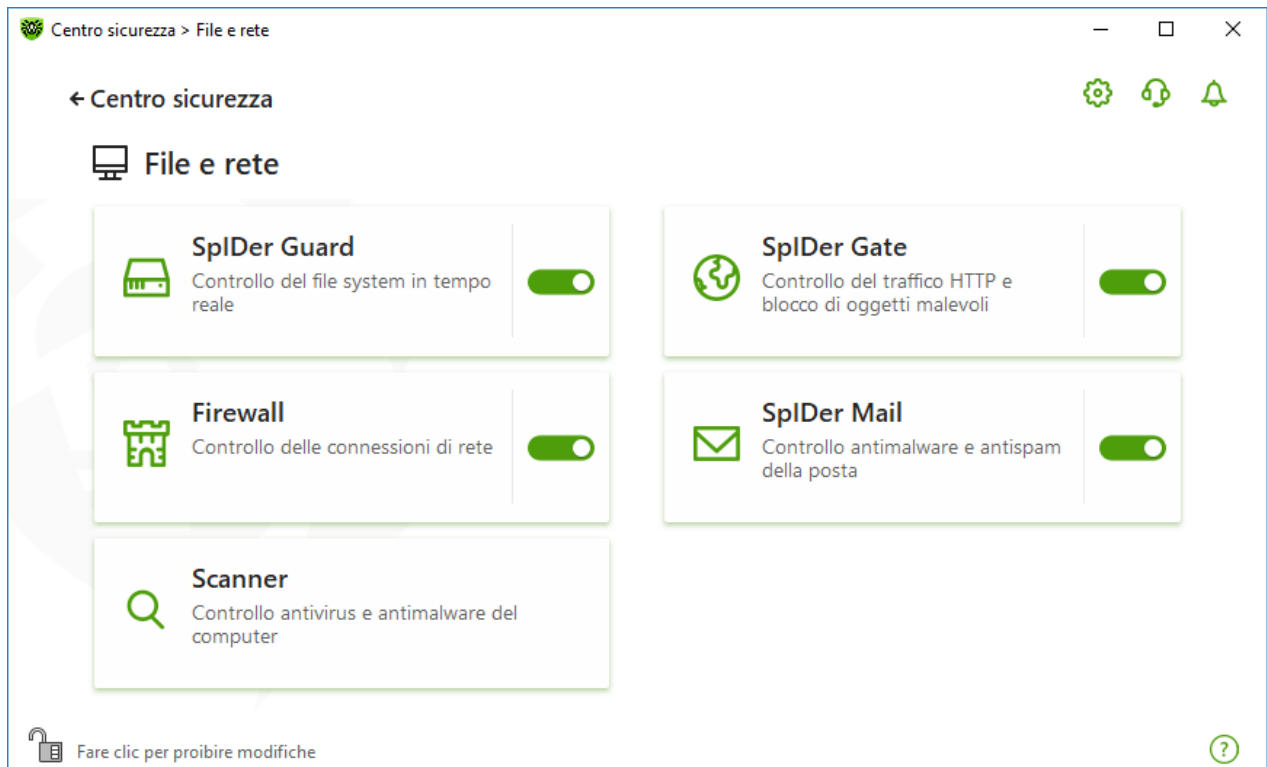 Centro sicurezza > File e rete
Centro sicurezza
File e rete
SpIDer Guard
Controllo del file system in tempo
reale
SpIDer Gate
Controllo del traffico HTTP e
blocco di oggetti malevoli
Firewall
Controllo delle connessioni di rete
SpIDer Mail
Controllo antimalware e antispam
della posta
Scanner
Controllo antivirus e antimalware del
computer
Fare clic per proibire modifiche
?